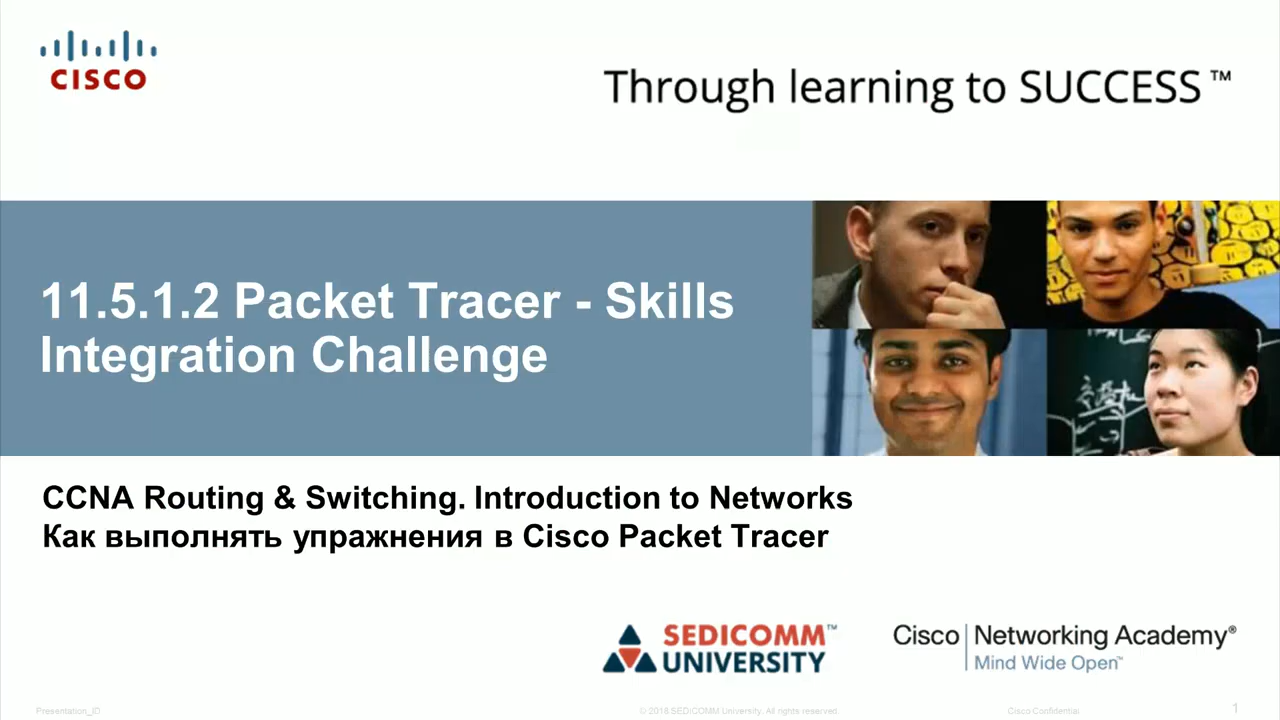 CISCO
Through learning to SUCCESS™
11.5.1.2 Packet Tracer - Skills
Integration Challenge
CCNA Routing & Switching. Introduction to Networks
Как выполнять упражнения в Cisco Packet Tracer
SEDICOMM™
UNIVERSITY
Cisco Networking Academy®
Mind Wide Open™
Presentation_ID
© 2018 SEDICOMM University. All rights reserved.
Cisco Confidential
1